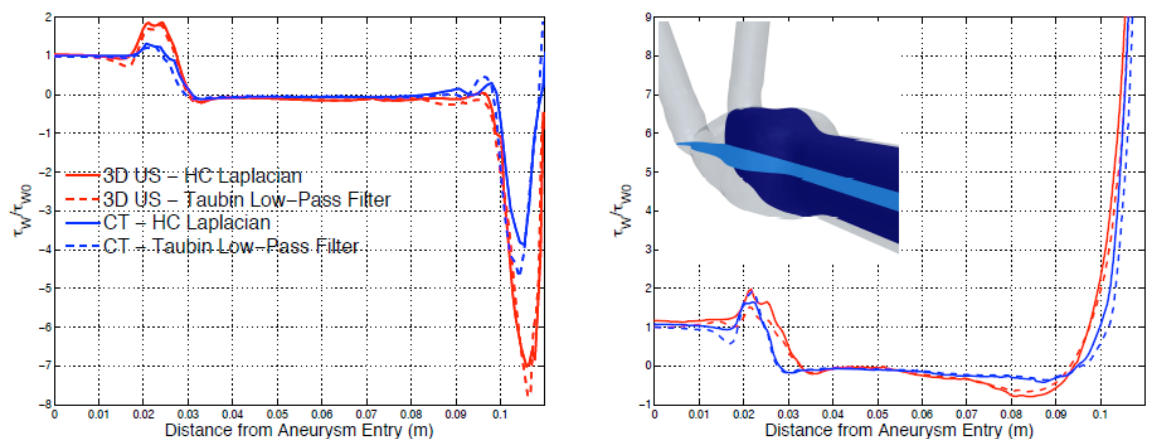 2
1
0
-1
-2
-3
-4
-5
-6
-7
-8
τW/τW0
3D US – HC Laplacian
3D US – Taubin Low–Pass Filter
CT – HC Laplacian
CT – Taubin Low–Pass Filter
0 0.01 0.02 0.03 0.04 0.05 0.06 0.07 0.08 0.09 0.1
Distance from Aneurysm Entry (m)
9
8
7
6
5
4
3
2
1
0
-1
τW/τW0
0 0.01 0.02 0.03 0.04 0.05 0.06 0.07 0.08 0.09 0.1
Distance from Aneurysm Entry (m)